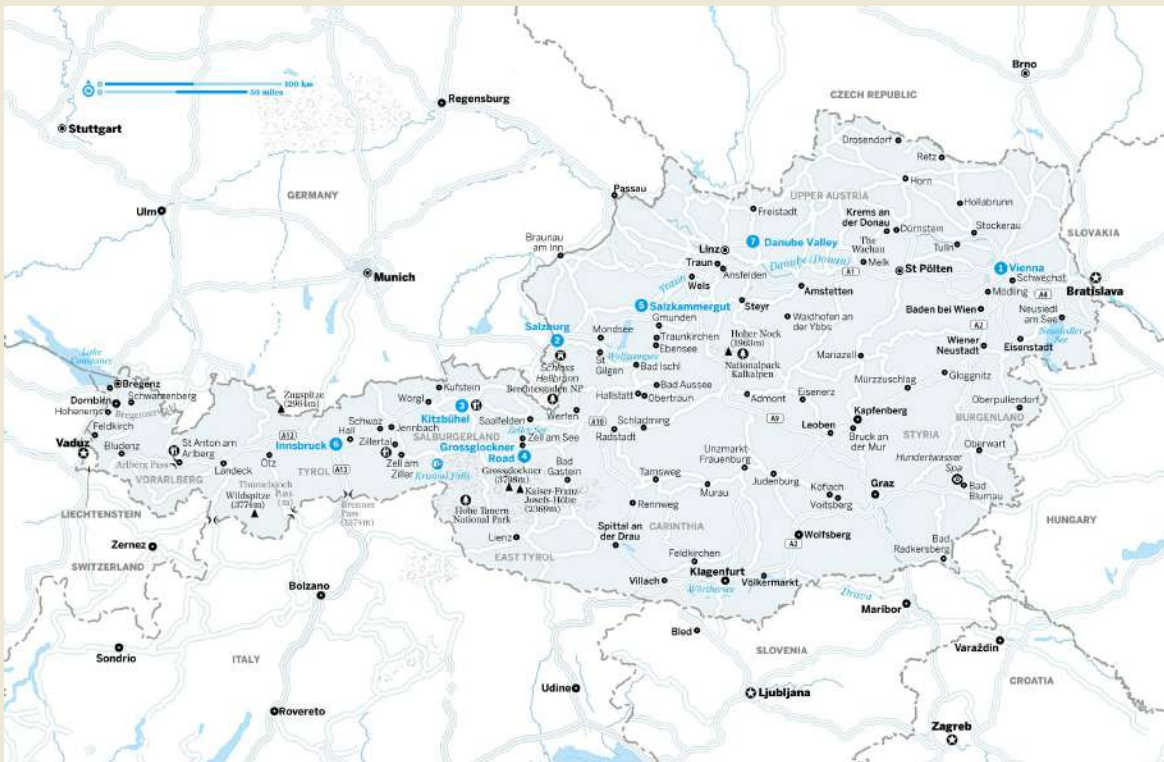 0
100 km
0
50 miles
Brno
CZECH REPUBLIC
Regensburg
Stuttgart
Drosendorf
Retz
GERMANY
Passau
UPPER AUSTRIA
Horn
Ulm
Freistadt
Krems an
der Donau
Dürnstein
Hollabrunn
Stockerau
SLOVAKIA
Braunau
am Inn
Linz
7 Danube Valley
The
Wachau
Tulln
Traun
Ansfelden
Danube (Donau)
Melk
A1
St Pölten
1 Vienna
Schwechat
Munich
Wels
Traun
Amstetten
Mödling
A4
Bratislava
5 Salzkammergut
Steyr
Baden bei Wien
Neusiedl
am See
Gmunden
Waidhofen an
der Ybbs
A2
Neusiedler
See
Salzburg
2
Mondsee
Traunkirchen
Hoher Nock
(1963m)
Wiener
Neustadt
Eisenstadt
Ebensee
Nationalpark
Kalkalpen
Mariazell
Lake
Constance
Schloss
Hellbrunn
St
Gilgen
Wolfgangsee
Bad Ischl
Gloggnitz
Berchtesgaden NP
Bad Aussee
Mürzzuschlag
Bregenz
Schwarzenberg
Zugspitze
(2964m)
Kufstein
Hallstatt
Obertraun
Admont
Eisenerz
Oberpullendorf
Dornbirn
Hohenems
Bregenzerwald
Wörgl
3
Kitzbühel
Werfen
A10
Schladming
A9
Kapfenberg
BURGENLAND
Feldkirch
Schwaz
Jennbach
Saalfelden
Radstadt
Leoben
Bruck an
der Mur
STYRIA
Vaduz
Bludenz
St Anton am
Arlberg
A12
Hall
Innsbruck 6
Zillertal
SALBURGERLAND
Zeller See
Zell am See
Oberwart
Arlberg Pass
Landeck
Ötz
TYROL
A13
Zell am
Ziller
Krimml Falls
Grossglockner
Road 4
Bad
Gastein
Unzmarkt
Frauenburg
Hundertwasser
Spa
VORARLBERG
Timmelsjoch
Pass
Grossglockner
(3798m)
Tamsweg
Judenburg
Köflach
Graz
Bad
Blumau
Wildspitze
(3774m)
Brenner
Pass
(1374m)
Kaiser-Franz-
Josefs-Höhe
(2369m)
Murau
Voitsberg
LIECHTENSTEIN
Hohe Tauern
National Park
Rennweg
HUNGARY
Zernez
Lienz
Spittal an
der Drau
CARINTHIA
Wolfsberg
A2
Bad
Radkersburg
SWITZERLAND
EAST TYROL
Feldkirchen
Bolzano
Villach
Klagenfurt
Völkermarkt
Wörthersee
Drava
Maribor
Bled
Sondrio
ITALY
SLOVENIA
Varaždin
Udine
Ljubljana
CROATIA
Rovereto
Zagreb